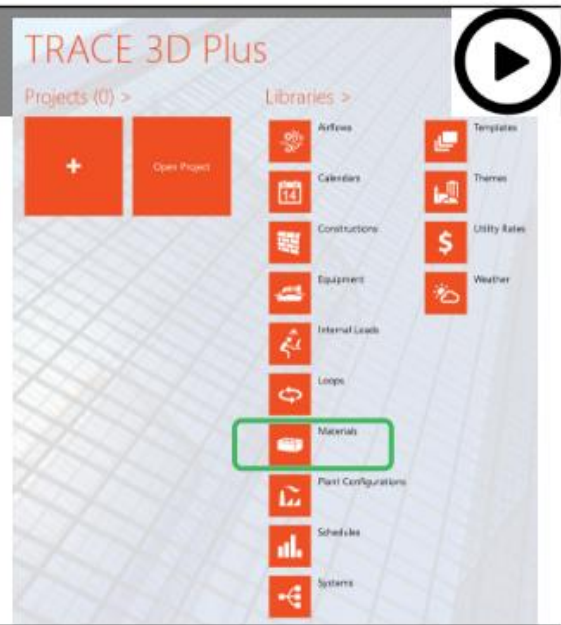 TRACE 3D Plus
Projects (0) >
Libraries >
+
Open Project
Airflows
Calendars
14
Constructions
Equipment
Internal Loads
Loops
Materials
Plant Configurations
Schedules
Systems
Templates
Themes
$
Utility Rates
Weather